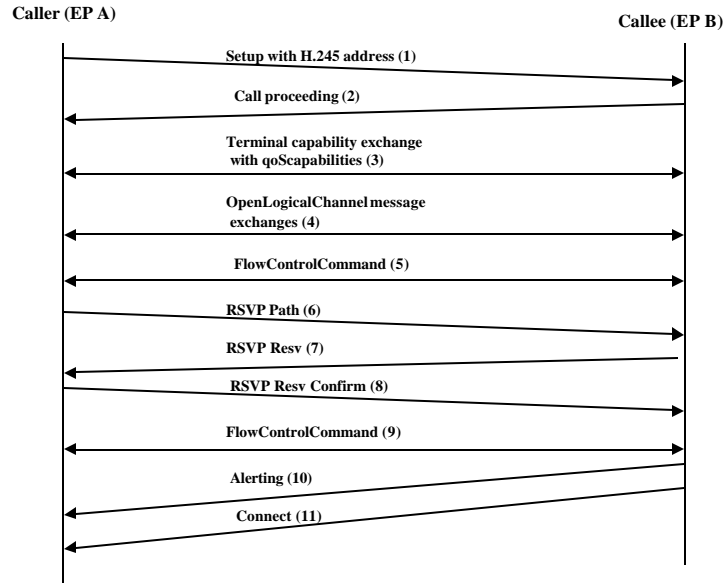 Caller (EP A)
Callee (EP B)
Setup with H.245 address (1)
Call proceeding (2)
Terminal capability exchange
with qoScapabilities (3)
OpenLogicalChannel message
exchanges (4)
FlowControlCommand (5)
RSVP Path (6)
RSVP Resv (7)
RSVP Resv Confirm (8)
FlowControlCommand (9)
Alerting (10)
Connect (11)